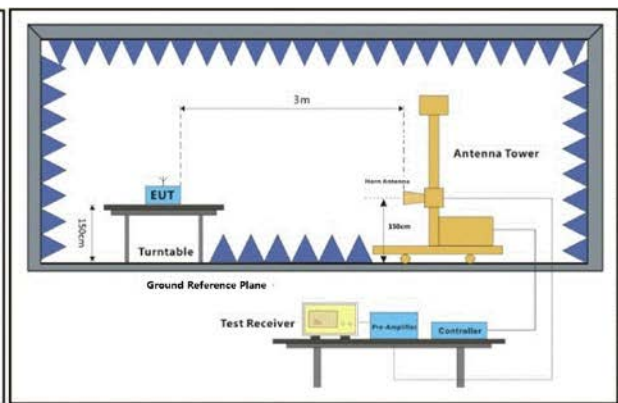 3m
Antenna Tower
Horn Antenna
EUT
150cm
150cm
Turntable
Ground Reference Plane
Test Receiver
Pre-Amplifier
Controller